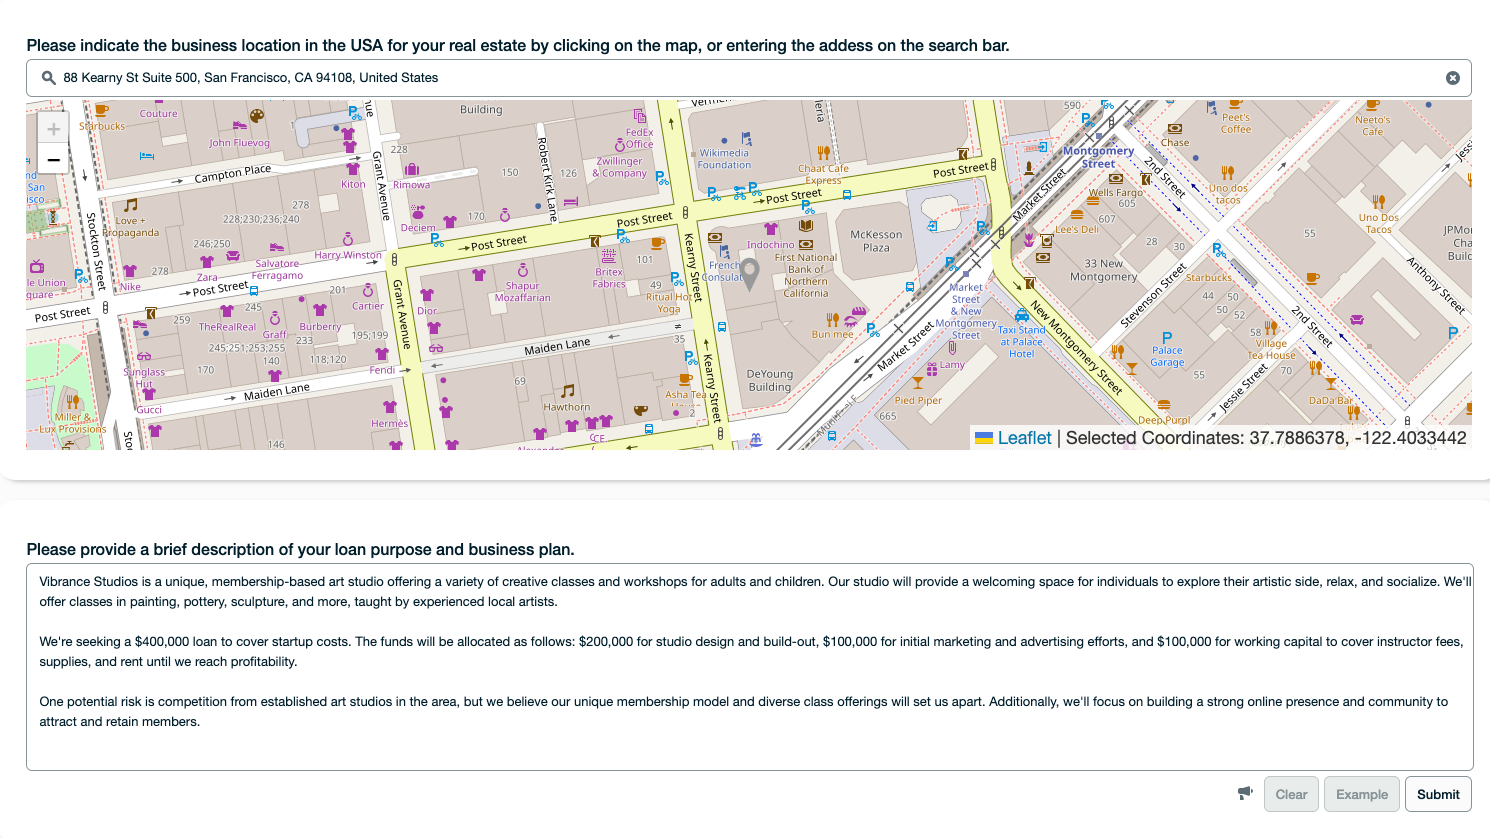 Please indicate the business location in the USA for your real estate by clicking on the map, or entering the addess on the search bar.
88 Kearny St Suite 500, San Francisco, CA 94108, United States
+
−
Starbucks
Couture
John Fluevog
Building
FedEx
Office
Zwillinger
& Company
Wikimedia
Foundation
Chaat Cafe
Express
590
Peet's
Coffee
Neeto's
Cafe
Chase
Montgomery
Street
2nd Street
Wells Fargo
605
607
Lee's Deli
Uno dos
tacos
Uno Dos
Tacos
Campton Place
Grant Avenue
228
Kiton
Rimowa
150
126
Robert Kirk Lane
Post Street
Post Street
Market Street
Stockton Street
Love +
Propaganda
278
228;230;236;240
246;250
170
Deciem
Post Street
Post Street
Harry Winston
Salvatore
Ferragamo
Zara
278
Nike
Post Street
Post Street
201
Cartier
Shapur
Mozaffarian
Britex
Fabrics
101
49
Ritual Hot
Yoga
Kearny Street
Indochino
French
Consulat
First National
Bank of
Northern
California
McKesson
Plaza
33 New
Montgomery
28
30
55
Starbucks
44
50
50
52
Stevenson Street
Anthony Street
259
245
TheRealReal
Graff
Burberry
233
245;251;253;255
195;199
118;120
140
170
Sunglass
Hut
Gucci
Fendi
Dior
Grant Avenue
Maiden Lane
Maiden Lane
35
69
Hawthorn
Hermès
146
Kearny Street
Asha Tea
House
2
Bun mee
DeYoung
Building
Market Street
Market
Street
& New
Montgomery
Street
Taxi Stand
at Palace
Hotel
New Montgomery Street
Palace
Garage
58
Village
Tea House
70
55
2nd Street
Jessie Street
Lamy
Pied Piper
665
DaDa Bar
Deep Purpl
Miller &
Lux Provisions
Leaflet | Selected Coordinates: 37.7886378, -122.4033442
Please provide a brief description of your loan purpose and business plan.
Vibrance Studios is a unique, membership-based art studio offering a variety of creative classes and workshops for adults and children. Our studio will provide a welcoming space for individuals to explore their artistic side, relax, and socialize. We'll
offer classes in painting, pottery, sculpture, and more, taught by experienced local artists.
We're seeking a $400,000 loan to cover startup costs. The funds will be allocated as follows: $200,000 for studio design and build-out, $100,000 for initial marketing and advertising efforts, and $100,000 for working capital to cover instructor fees,
supplies, and rent until we reach profitability.
One potential risk is competition from established art studios in the area, but we believe our unique membership model and diverse class offerings will set us apart. Additionally, we'll focus on building a strong online presence and community to
attract and retain members.
Clear
Example
Submit